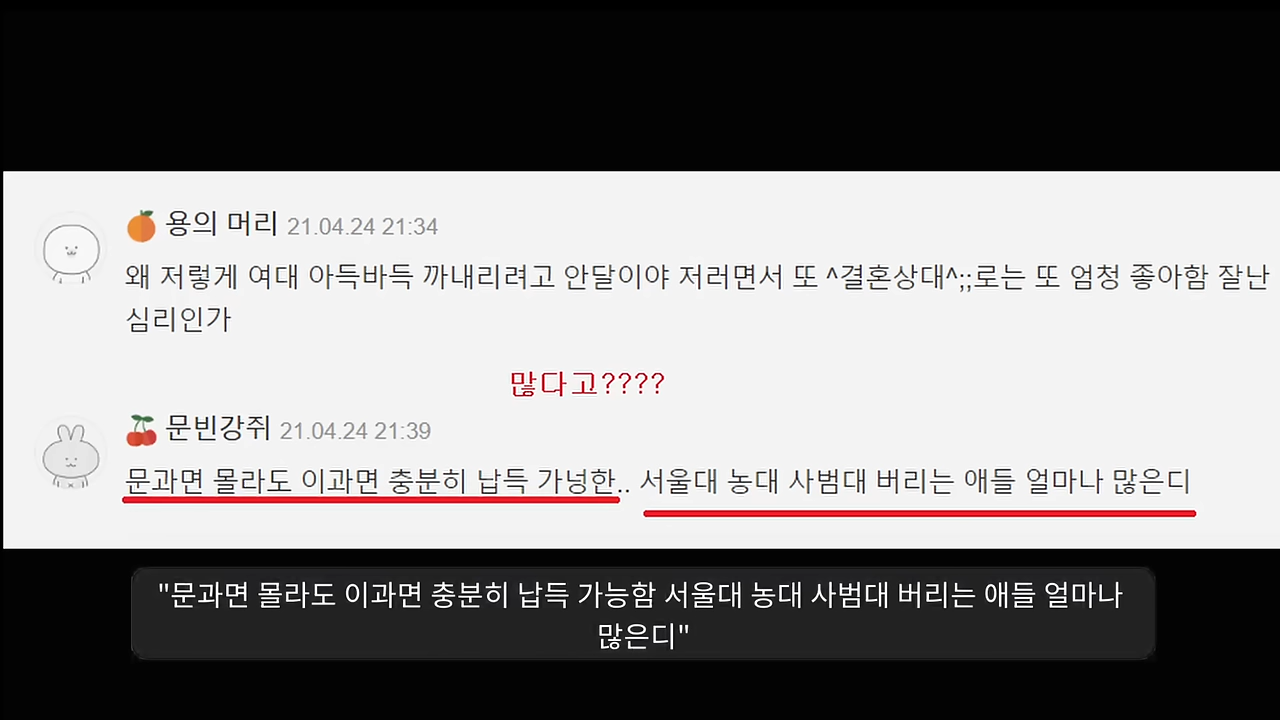 용의 머리 21.04.24 21:34
왜 저렇게 여대 아득바득 까내리려고 안달이야 저러면서 또 ^결혼상대^;;로는 또 엄청 좋아함 잘난
심리인가
많다고????
문빈강쥐 21.04.24 21:39
문과면 몰라도 이과면 충분히 납득 가넝한.. 서울대 농대 사범대 버리는 애들 얼마나 많은디
"문과면 몰라도 이과면 충분히 납득 가능함 서울대 농대 사범대 버리는 애들 얼마나
많은디"